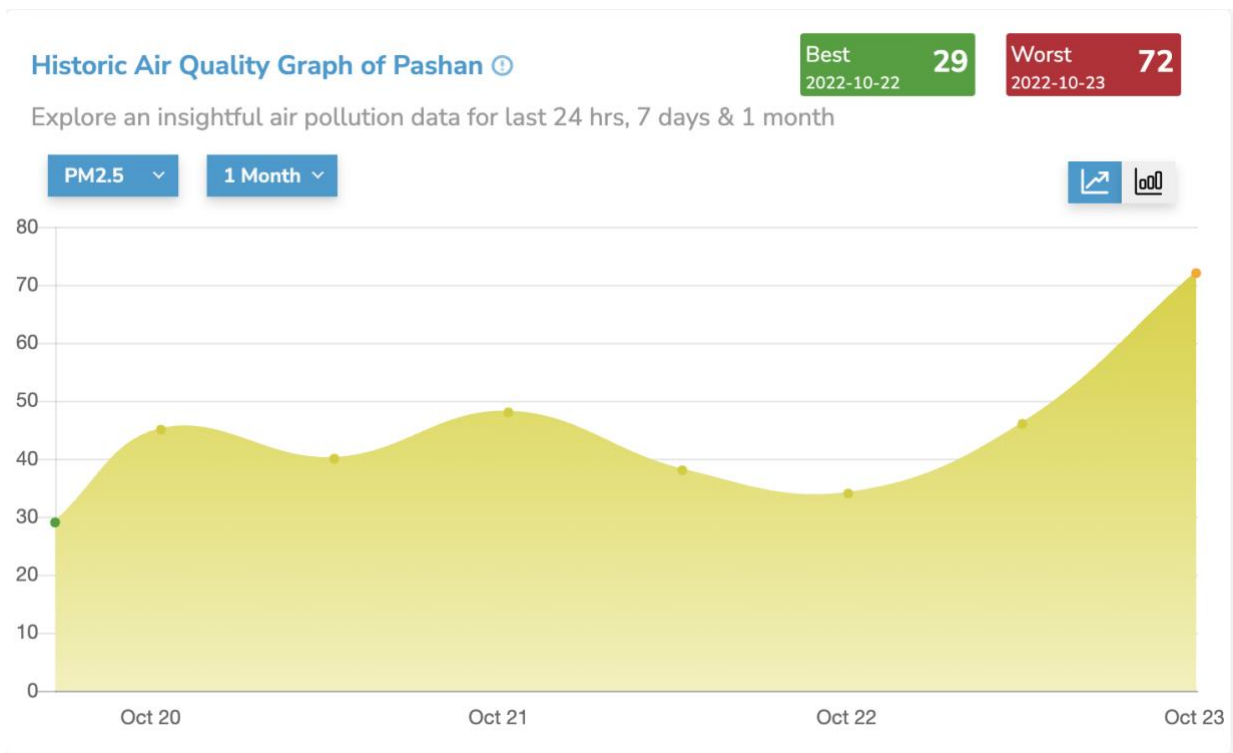 Historic Air Quality Graph of Pashan
Best 29
2022-10-22
Worst 72
2022-10-23
Explore an insightful air pollution data for last 24 hrs, 7 days & 1 month
PM2.5
1 Month
80
70
60
50
40
30
20
10
0
Oct 20 Oct 21 Oct 22 Oct 23